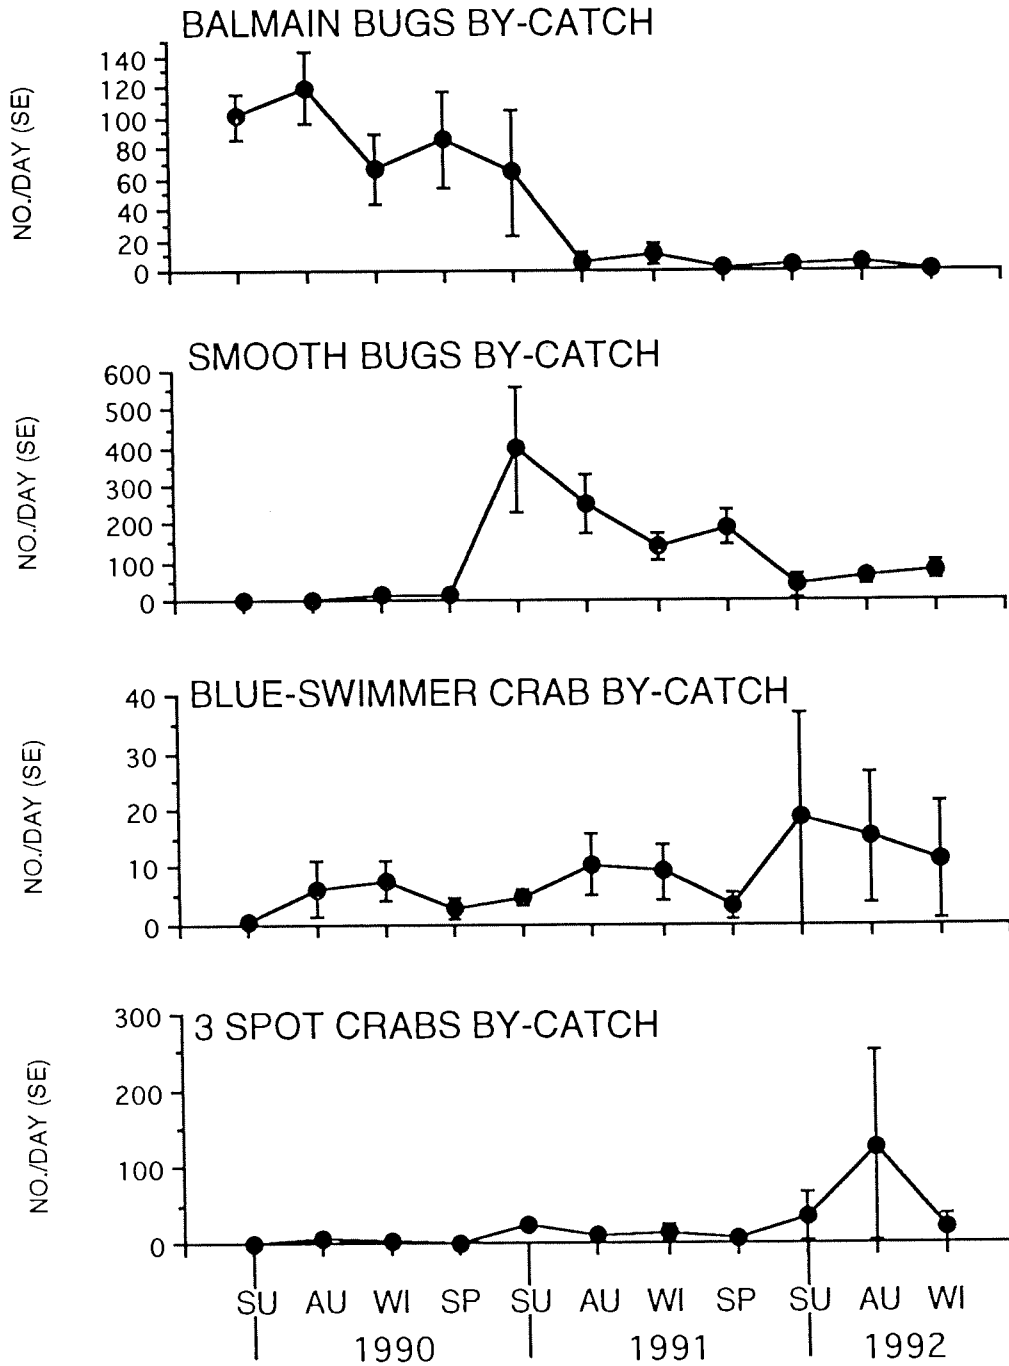 BALMAIN BUGS BY-CATCH
NO./DAY (SE)
140
120
100
80
60
40
20
0
SMOOTH BUGS BY-CATCH
NO./DAY (SE)
600
500
400
300
200
100
0
BLUE-SWIMMER CRAB BY-CATCH
NO./DAY (SE)
40
30
20
10
0
3 SPOT CRABS BY-CATCH
NO./DAY (SE)
300
200
100
0
SU AU WI SP SU AU WI SP SU AU WI
1990 1991 1992